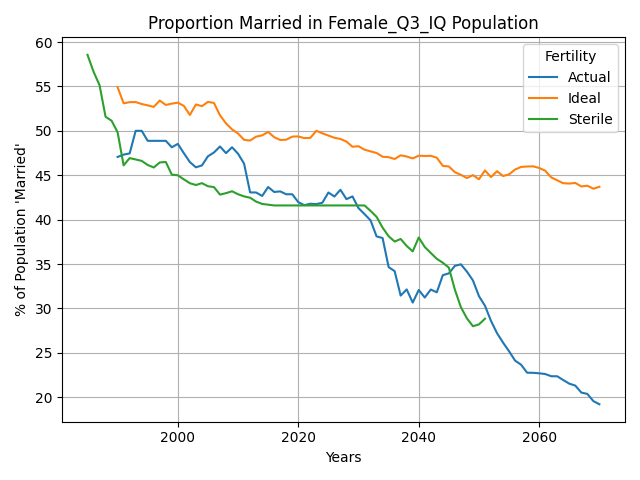 Proportion Married in Female_Q3_IQ Population
% of Population 'Married'
60
55
50
45
40
35
30
25
20
Fertility
Actual
Ideal
Sterile
2000 2020 2040 2060
Years